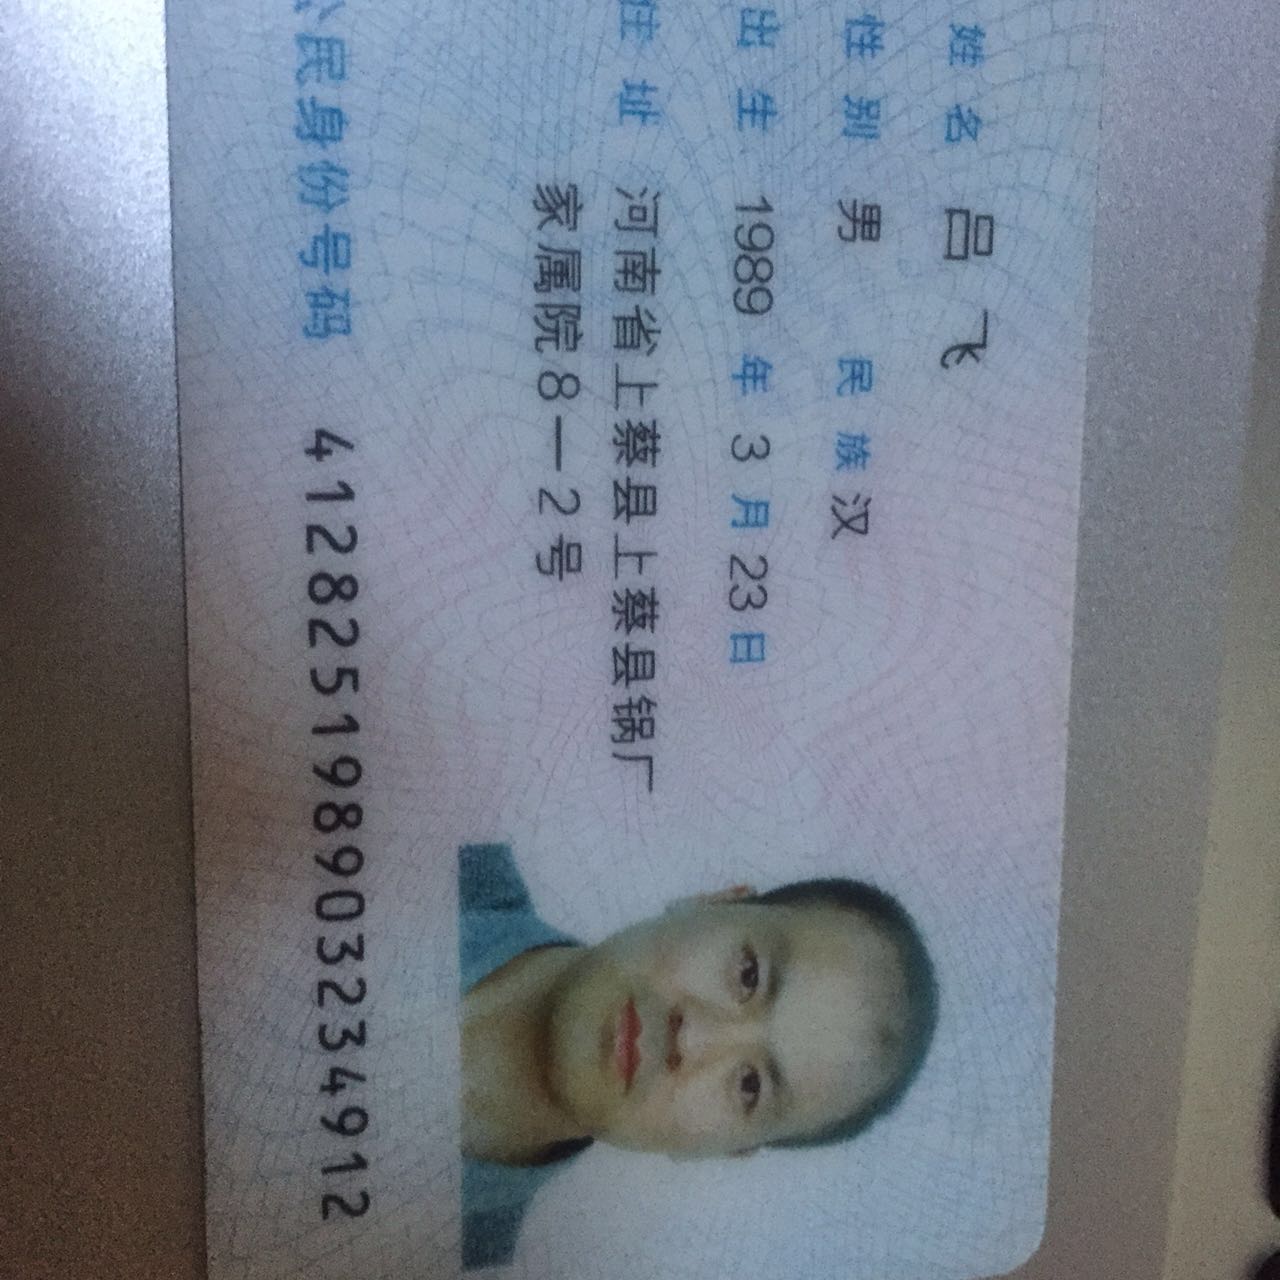 姓名 吕飞
性别 男 民族 汉
出生 1989 年 3 月 23 日
住址 河南省上蔡县上蔡县锅厂
家属院8一2号
公民身份号码 412825198903234912